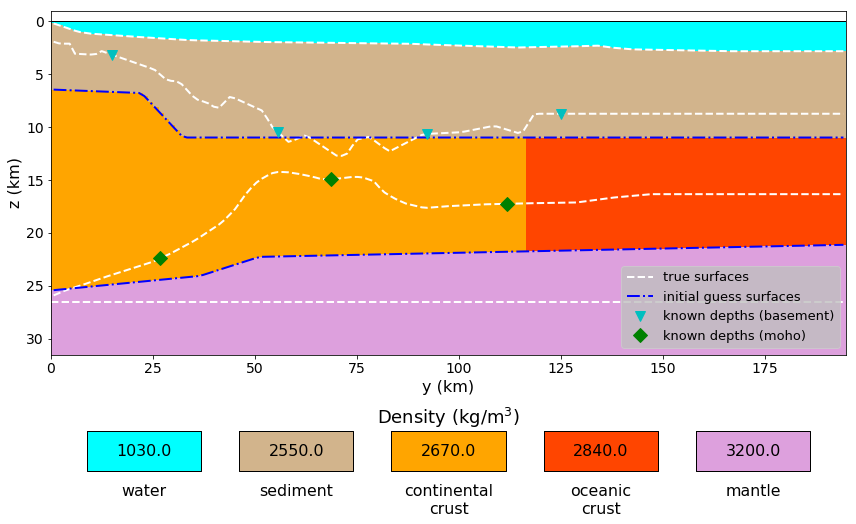 0
5
10
15
20
25
30
z (km)
0 25 50 75 100 125 150 175
y (km)
true surfaces
initial guess surfaces
known depths (basement)
known depths (moho)
Density (kg/m³)
1030.0 2550.0 2670.0 2840.0 3200.0
water sediment continental crust oceanic crust mantle